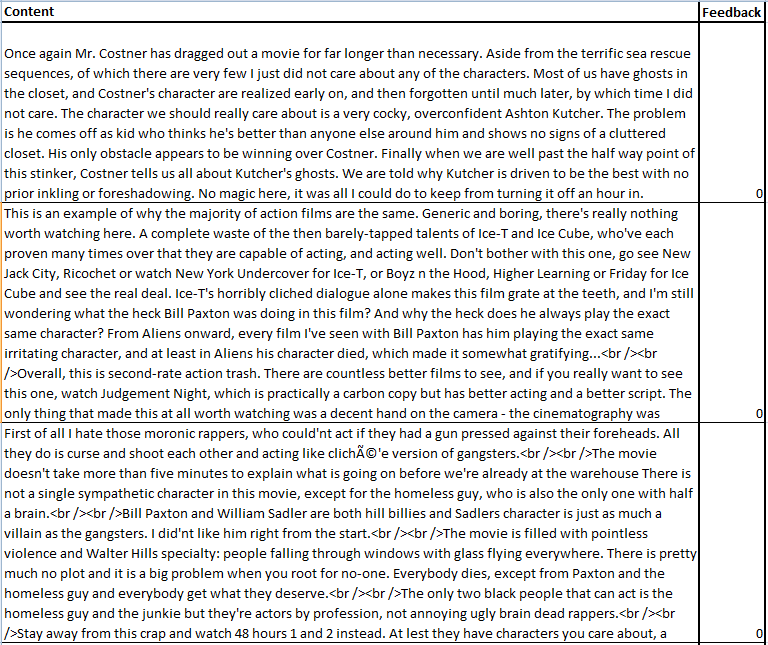 Content Feedback
Once again Mr. Costner has dragged out a movie for far longer than necessary. Aside from the terrific sea rescue
sequences, of which there are very few I just did not care about any of the characters. Most of us have ghosts in
the closet, and Costner's character are realized early on, and then forgotten until much later, by which time I did
not care. The character we should really care about is a very cocky, overconfident Ashton Kutcher. The problem
is he comes off as kid who thinks he's better than anyone else around him and shows no signs of a cluttered
closet. His only obstacle appears to be winning over Costner. Finally when we are well past the half way point of
this stinker, Costner tells us all about Kutcher's ghosts. We are told why Kutcher is driven to be the best with no
prior inkling or foreshadowing. No magic here, it was all I could do to keep from turning it off an hour in. 0
This is an example of why the majority of action films are the same. Generic and boring, there's really nothing
worth watching here. A complete waste of the then barely-tapped talents of Ice-T and Ice Cube, who've each
proven many times over that they are capable of acting, and acting well. Don't bother with this one, go see New
Jack City, Ricochet or watch New York Undercover for Ice-T, or Boyz n the Hood, Higher Learning or Friday for Ice
Cube and see the real deal. Ice-T's horribly cliched dialogue alone makes this film grate at the teeth, and I'm still
wondering what the heck Bill Paxton was doing in this film? And why the heck does he always play the exact
same character? From Aliens onward, every film I've seen with Bill Paxton has him playing the exact same
irritating character, and at least in Aliens his character died, which made it somewhat gratifying...<br /><br
/>Overall, this is second-rate action trash. There are countless better films to see, and if you really want to see
this one, watch Judgement Night, which is practically a carbon copy but has better acting and a better script. The
only thing that made this at all worth watching was a decent hand on the camera - the cinematography was 0
First of all I hate those moronic rappers, who could'nt act if they had a gun pressed against their foreheads. All
they do is curse and shoot each other and acting like clichÃ©'e version of gangsters.<br /><br />The movie
doesn't take more than five minutes to explain what is going on before we're already at the warehouse There is
not a single sympathetic character in this movie, except for the homeless guy, who is also the only one with half
a brain.<br /><br />Bill Paxton and William Sadler are both hill billies and Sadlers character is just as much a
villain as the gangsters. I did'nt like him right from the start.<br /><br />The movie is filled with pointless
violence and Walter Hills specialty: people falling through windows with glass flying everywhere. There is pretty
much no plot and it is a big problem when you root for no-one. Everybody dies, except from Paxton and the
homeless guy and everybody get what they deserve.<br /><br />The only two black people that can act is the
homeless guy and the junkie but they're actors by profession, not annoying ugly brain dead rappers.<br /><br
/>Stay away from this crap and watch 48 hours 1 and 2 instead. At lest they have characters you care about, a 0